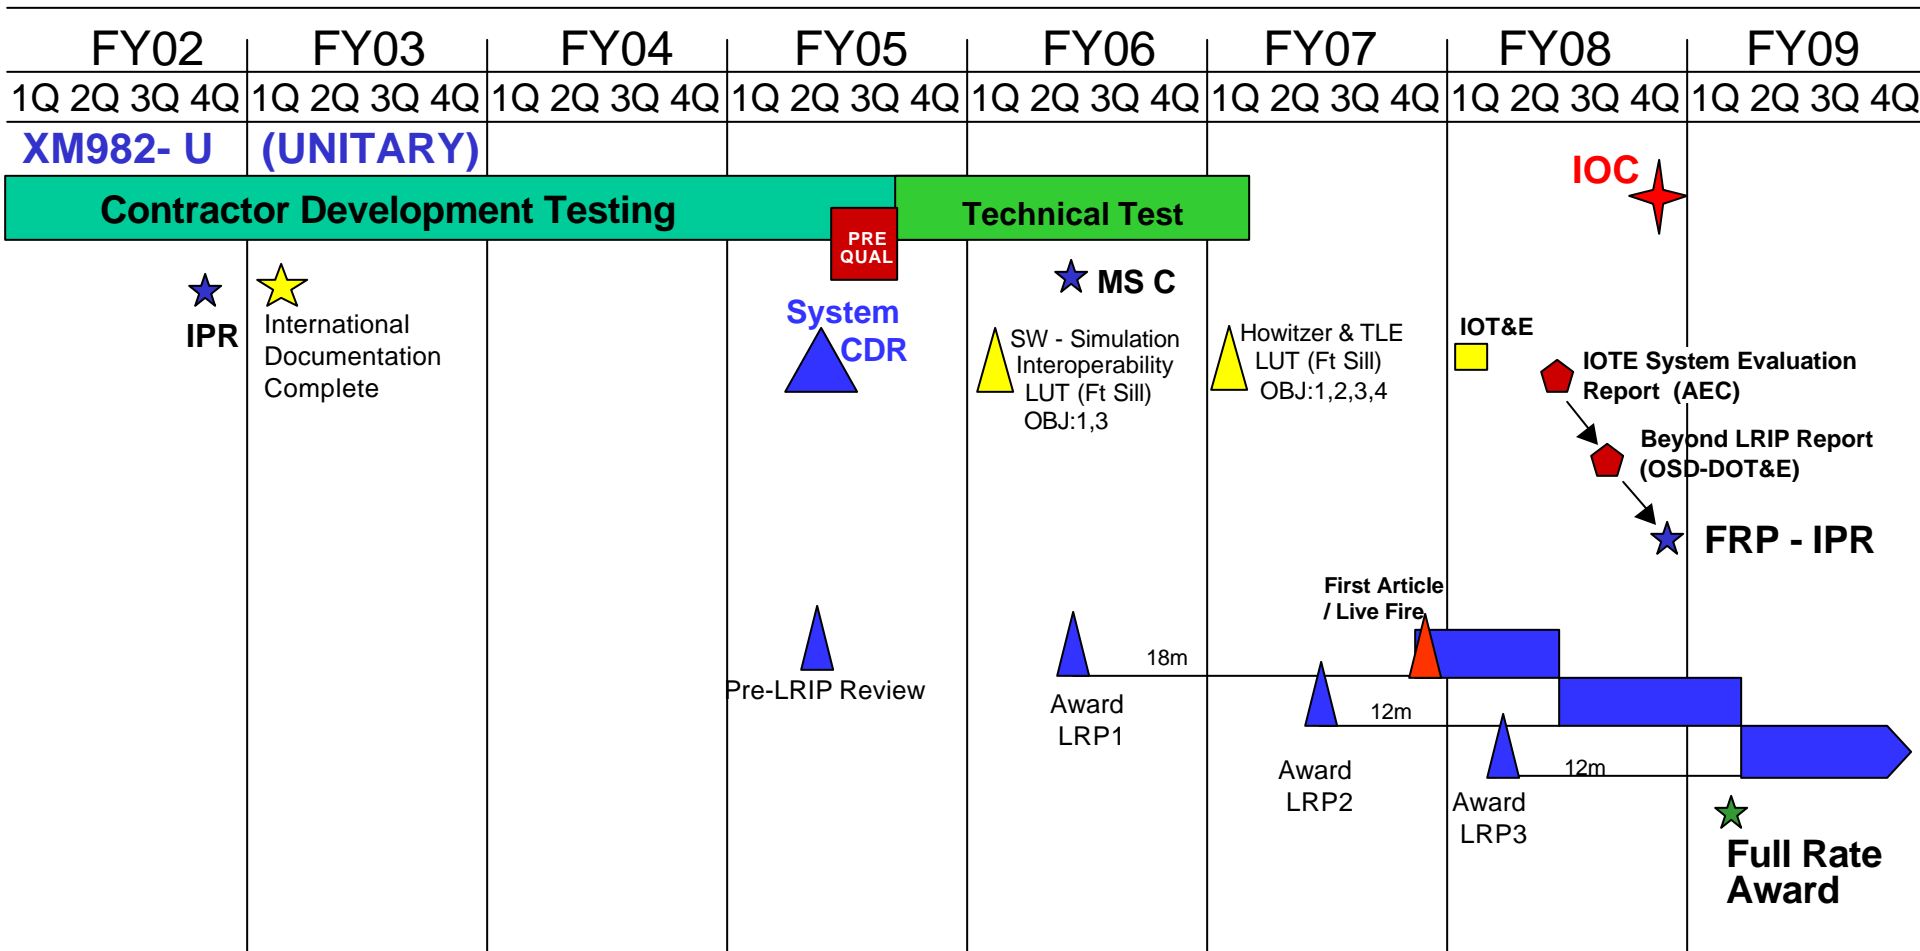 FY02 FY03 FY04 FY05 FY06 FY07 FY08 FY09
1Q 2Q 3Q 4Q 1Q 2Q 3Q 4Q 1Q 2Q 3Q 4Q 1Q 2Q 3Q 4Q 1Q 2Q 3Q 4Q 1Q 2Q 3Q 4Q 1Q 2Q 3Q 4Q 1Q 2Q 3Q 4Q
XM982- U (UNITARY)
IOC
Contractor Development Testing
Technical Test
PRE
QUAL
IPR
International
Documentation
Complete
System
CDR
MS C
SW - Simulation
Interoperability
LUT (Ft Sill)
OBJ:1,3
Howitzer & TLE
LUT (Ft Sill)
OBJ:1,2,3,4
IOT&E
IOTE System Evaluation
Report (AEC)
Beyond LRIP Report
(OSD-DOT&E)
FRP - IPR
First Article
/ Live Fire
Pre-LRIP Review
18m
Award
LRP1
12m
Award
LRP2
12m
Award
LRP3
Full Rate
Award